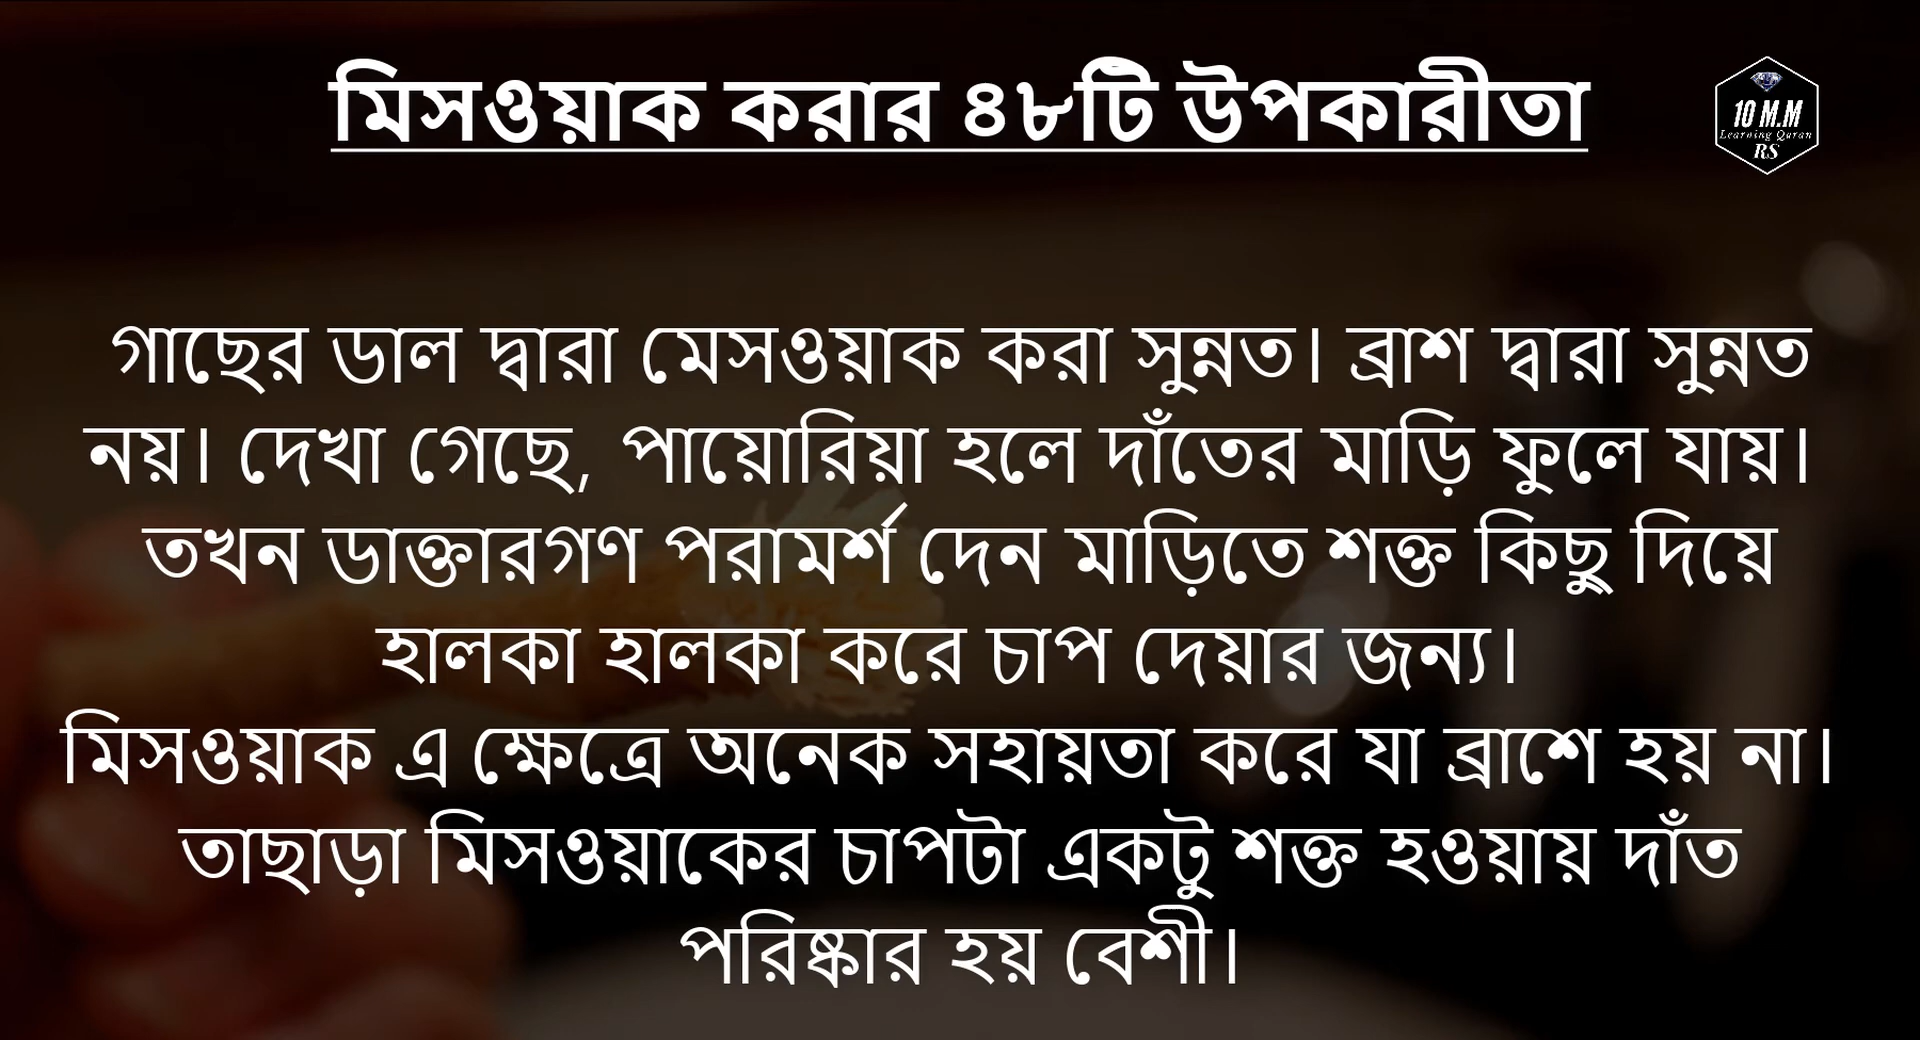 মিসওয়াক করার ৪৮টি উপকারীতা
10 M.M
Learning Quran
RS
গাছের ডাল দ্বারা মেসওয়াক করা সুন্নত। ব্রাশ দ্বারা সুন্নত
নয়। দেখা গেছে, পায়োরিয়া হলে দাঁতের মাড়ি ফুলে যায়।
তখন ডাক্তারগণ পরামর্শ দেন মাড়িতে শক্ত কিছু দিয়ে
হালকা হালকা করে চাপ দেয়ার জন্য।
মিসওয়াক এ ক্ষেত্রে অনেক সহায়তা করে যা ব্রাশে হয় না।
তাছাড়া মিসওয়াকের চাপটা একটু শক্ত হওয়ায় দাঁত
পরিষ্কার হয় বেশী।